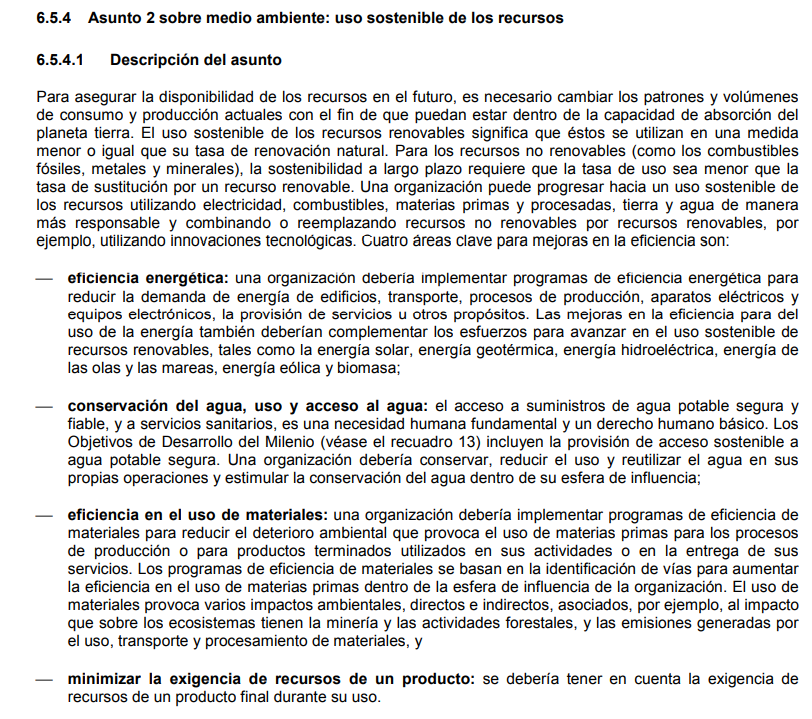 6.5.4 Asunto 2 sobre medio ambiente: uso sostenible de los recursos
6.5.4.1 Descripción del asunto
Para asegurar la disponibilidad de los recursos en el futuro, es necesario cambiar los patrones y volúmenes
de consumo y producción actuales con el fin de que puedan estar dentro de la capacidad de absorción del
planeta tierra. El uso sostenible de los recursos renovables significa que éstos se utilizan en una medida
menor o igual que su tasa de renovación natural. Para los recursos no renovables (como los combustibles
fósiles, metales y minerales), la sostenibilidad a largo plazo requiere que la tasa de uso sea menor que la
tasa de sustitución por un recurso renovable. Una organización puede progresar hacia un uso sostenible de
los recursos utilizando electricidad, combustibles, materias primas y procesadas, tierra y agua de manera
más responsable y combinando o reemplazando recursos no renovables por recursos renovables, por
ejemplo, utilizando innovaciones tecnológicas. Cuatro áreas clave para mejoras en la eficiencia son:
— eficiencia energética: una organización debería implementar programas de eficiencia energética para
reducir la demanda de energía de edificios, transporte, procesos de producción, aparatos eléctricos y
equipos electrónicos, la provisión de servicios u otros propósitos. Las mejoras en la eficiencia para del
uso de la energía también deberían complementar los esfuerzos para avanzar en el uso sostenible de
recursos renovables, tales como la energía solar, energía geotérmica, energía hidroeléctrica, energía de
las olas y las mareas, energía eólica y biomasa;
— conservación del agua, uso y acceso al agua: el acceso a suministros de agua potable segura y
fiable, y a servicios sanitarios, es una necesidad humana fundamental y un derecho humano básico. Los
Objetivos de Desarrollo del Milenio (véase el recuadro 13) incluyen la provisión de acceso sostenible a
agua potable segura. Una organización debería conservar, reducir el uso y reutilizar el agua en sus
propias operaciones y estimular la conservación del agua dentro de su esfera de influencia;
— eficiencia en el uso de materiales: una organización debería implementar programas de eficiencia de
materiales para reducir el deterioro ambiental que provoca el uso de materias primas para los procesos
de producción o para productos terminados utilizados en sus actividades o en la entrega de sus
servicios. Los programas de eficiencia de materiales se basan en la identificación de vías para aumentar
la eficiencia en el uso de materias primas dentro de la esfera de influencia de la organización. El uso de
materiales provoca varios impactos ambientales, directos e indirectos, asociados, por ejemplo, al impacto
que sobre los ecosistemas tienen la minería y las actividades forestales, y las emisiones generadas por
el uso, transporte y procesamiento de materiales, y
— minimizar la exigencia de recursos de un producto: se debería tener en cuenta la exigencia de
recursos de un producto final durante su uso.